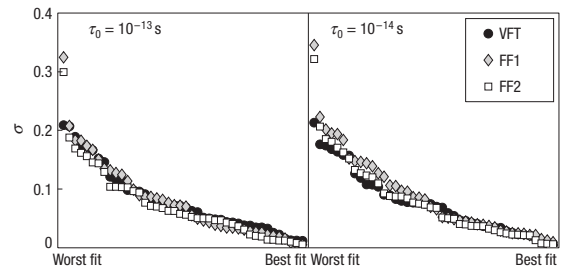 0.4
0.3
0.2
0.1
0
σ
τ₀ = 10⁻¹³ s
τ₀ = 10⁻¹⁴ s
VFT
FF1
FF2
Worst fit
Best fit
Worst fit
Best fit